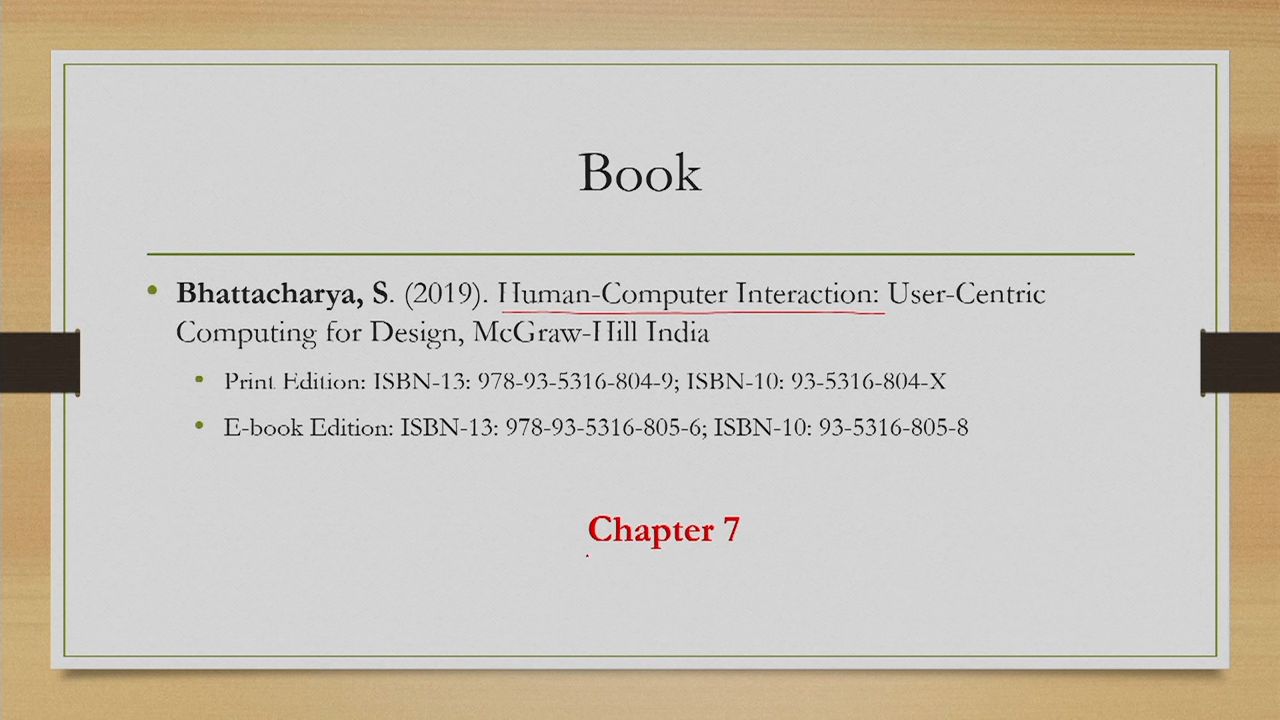 Book
Bhattacharya, S. (2019). Human-Computer Interaction: User-Centric
Computing for Design, McGraw-Hill India
Print Edition: ISBN-13: 978-93-5316-804-9; ISBN-10: 93-5316-804-X
E-book Edition: ISBN-13: 978-93-5316-805-6; ISBN-10: 93-5316-805-8
Chapter 7